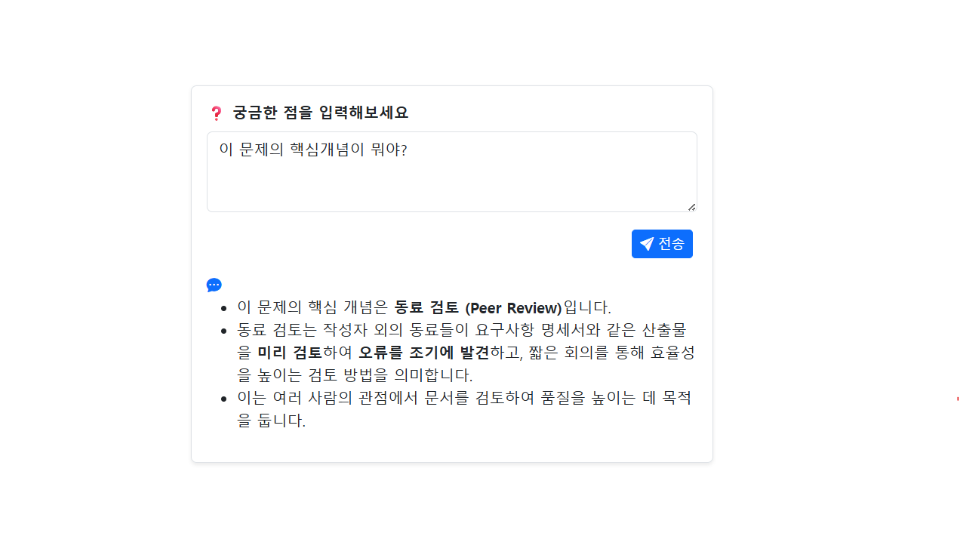 궁금한 점을 입력해보세요
이 문제의 핵심개념이 뭐야?
전송
이 문제의 핵심 개념은 동료 검토 (Peer Review)입니다.
동료 검토는 작성자 외의 동료들이 요구사항 명세서와 같은 산출물
을 미리 검토하여 오류를 조기에 발견하고, 짧은 회의를 통해 효율성
을 높이는 검토 방법을 의미합니다.
이는 여러 사람의 관점에서 문서를 검토하여 품질을 높이는 데 목적
을 둡니다.